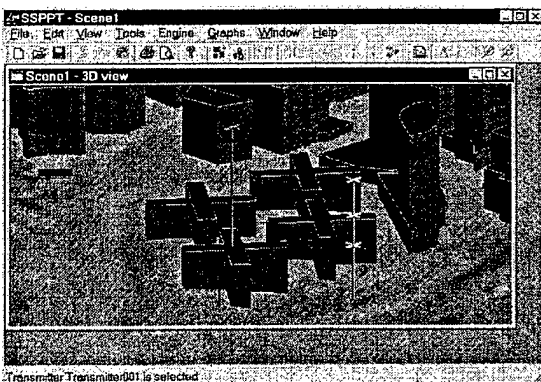 SSPPT - Scene1
File Edit View Tools Engine Graphs Window Help
Scene1 - 3D view
Transmitter Transmitter001 is selected